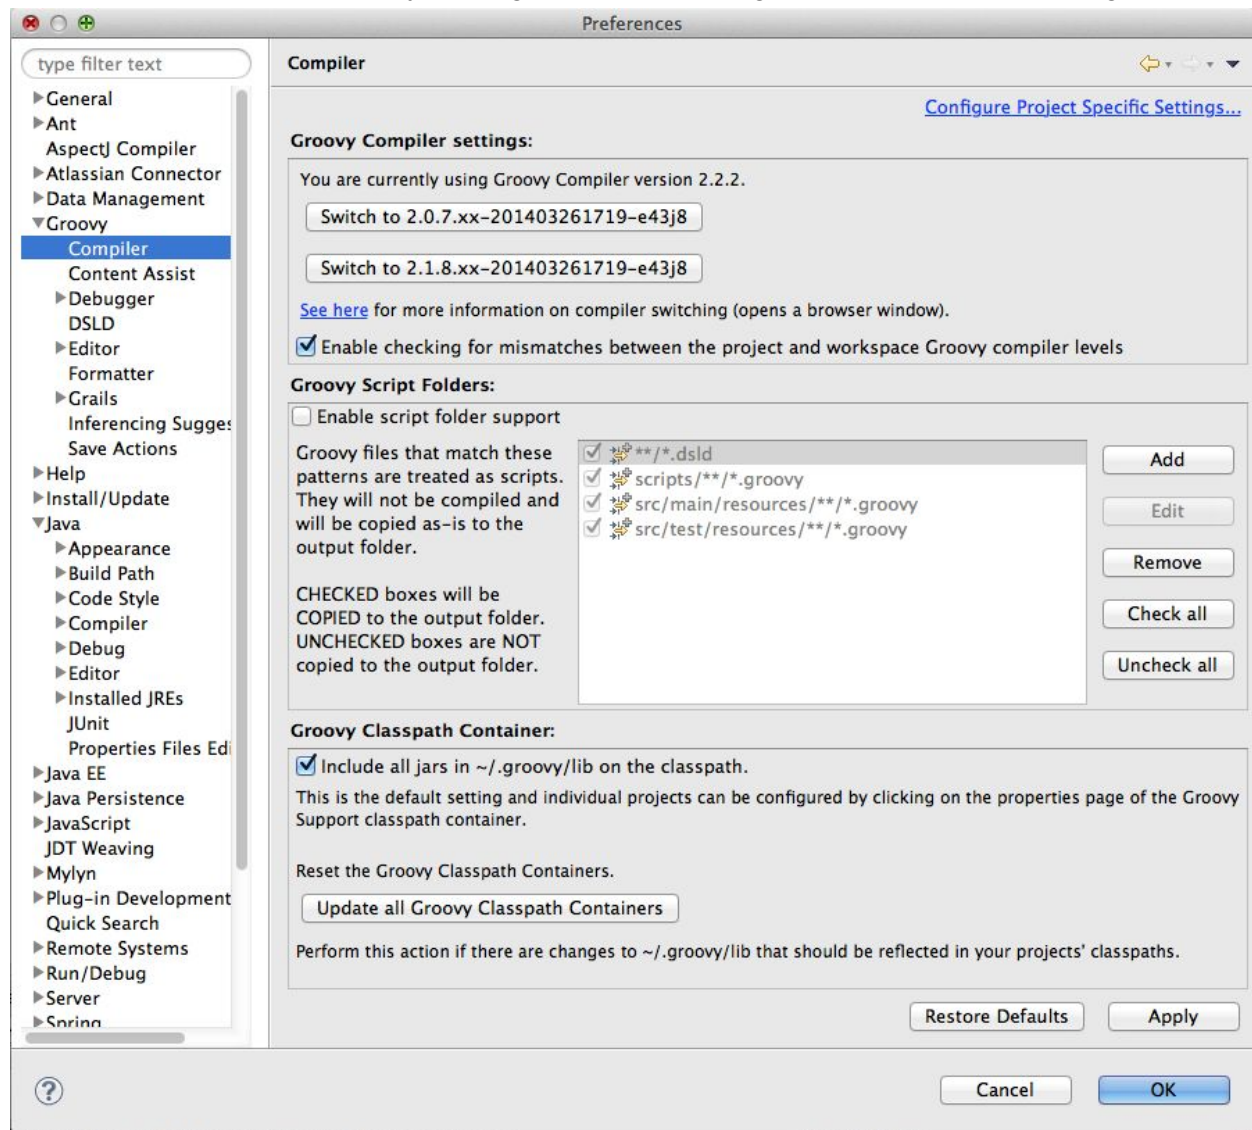 Preferences
type filter text
General
Ant
AspectJ Compiler
Atlassian Connector
Data Management
Groovy
Compiler
Content Assist
Debugger
DSLD
Editor
Formatter
Grails
Inferencing Sugges
Save Actions
Help
Install/Update
Java
Appearance
Build Path
Code Style
Compiler
Debug
Editor
Installed JREs
JUnit
Properties Files Edi
Java EE
Java Persistence
JavaScript
JDT Weaving
Mylyn
Plug-in Development
Quick Search
Remote Systems
Run/Debug
Server
Spring
Compiler
Configure Project Specific Settings...
Groovy Compiler settings:
You are currently using Groovy Compiler version 2.2.2.
Switch to 2.0.7.xx-201403261719-e43j8
Switch to 2.1.8.xx-201403261719-e43j8
See here for more information on compiler switching (opens a browser window).
Enable checking for mismatches between the project and workspace Groovy compiler levels
Groovy Script Folders:
Enable script folder support
Groovy files that match these
patterns are treated as scripts.
They will not be compiled and
will be copied as-is to the
output folder.
CHECKED boxes will be
COPIED to the output folder.
UNCHECKED boxes are NOT
copied to the output folder.
**/*.dsld
scripts/**/*.groovy
src/main/resources/**/*.groovy
src/test/resources/**/*.groovy
Add
Edit
Remove
Check all
Uncheck all
Groovy Classpath Container:
Include all jars in ~/.groovy/lib on the classpath.
This is the default setting and individual projects can be configured by clicking on the properties page of the Groovy
Support classpath container.
Reset the Groovy Classpath Containers.
Update all Groovy Classpath Containers
Perform this action if there are changes to ~/.groovy/lib that should be reflected in your projects' classpaths.
Restore Defaults
Apply
?
Cancel
OK